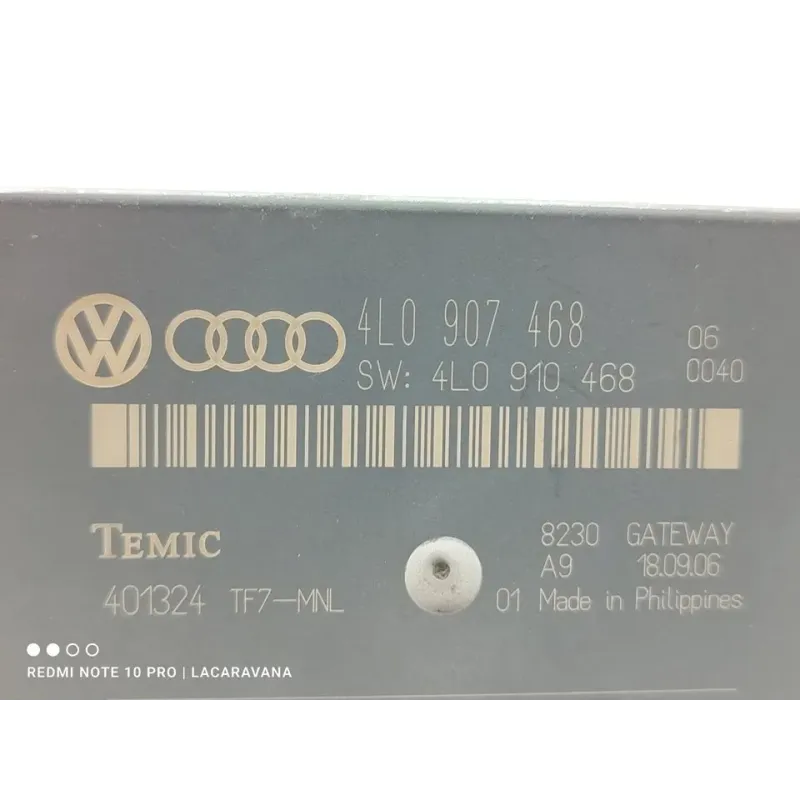 4L0 907 468 06
SW: 4L0 910 468 0040
TEMIC 8230 GATEWAY
A9 18.09.06
401324 TF7-MNL 01 Made in Philippines
REDMI NOTE 10 PRO | LACARAVANA